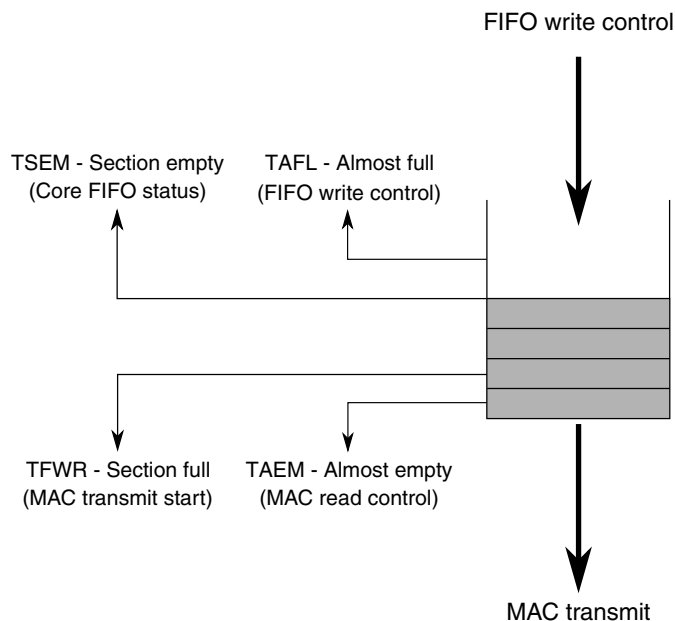 FIFO write control
TSEM - Section empty
(Core FIFO status)
TAFL - Almost full
(FIFO write control)
TFWR - Section full
(MAC transmit start)
TAEM - Almost empty
(MAC read control)
MAC transmit